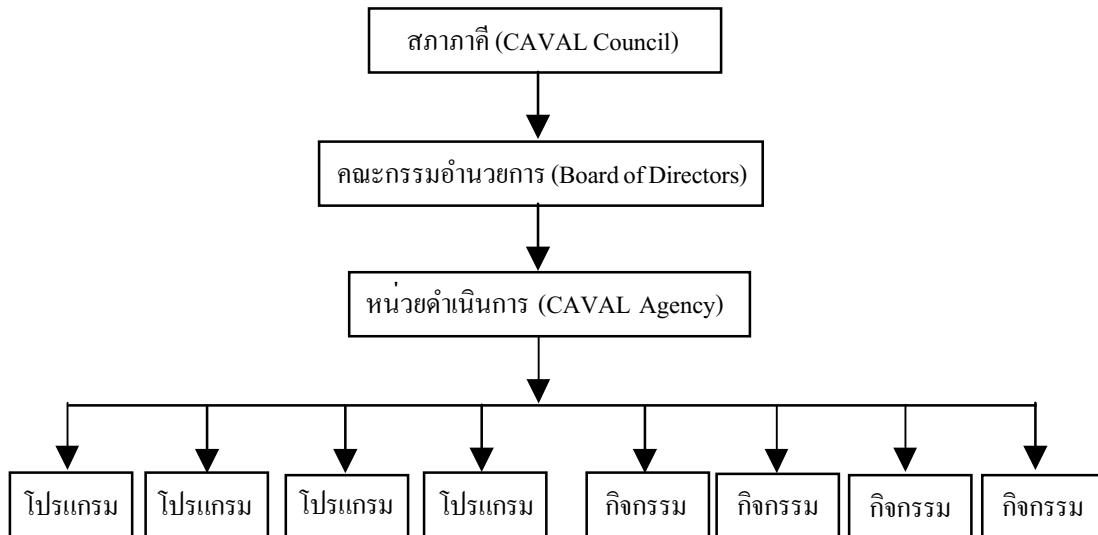 สภาภาคี (CAVAL Council)
คณะกรรมอำนวยการ (Board of Directors)
หน่วยดำเนินการ (CAVAL Agency)
โปรแกรม โปรแกรม โปรแกรม โปรแกรม กิจกรรม กิจกรรม กิจกรรม กิจกรรม